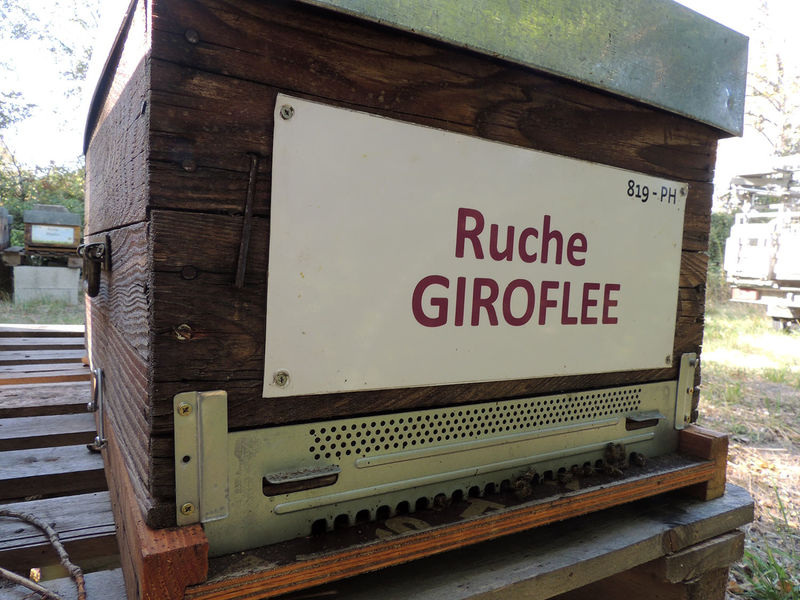 819 - PH
Ruche
GIROFLEE